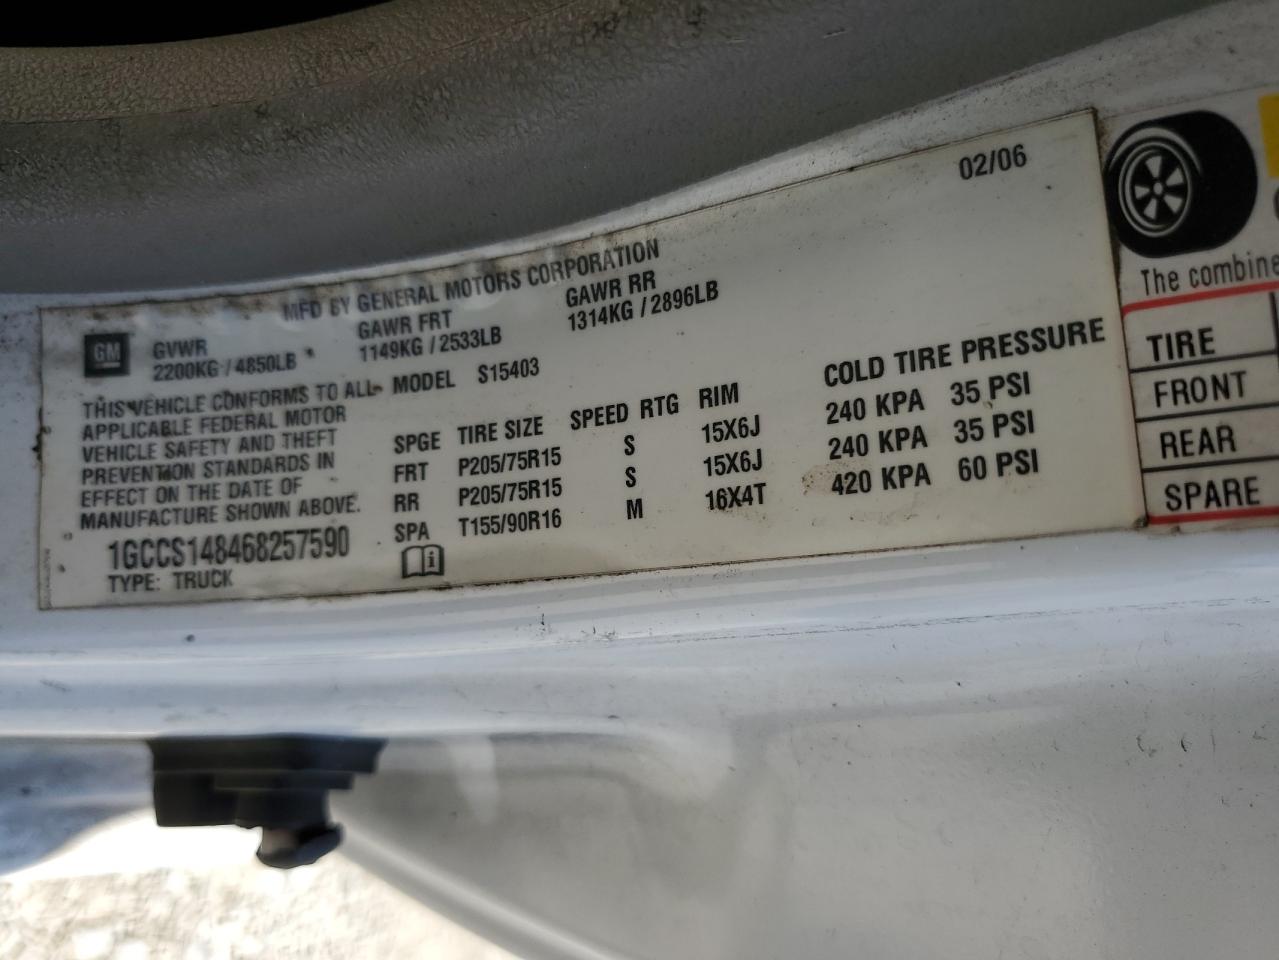 02/06
MFD BY GENERAL MOTORS CORPORATION
GM
GVWR GAWR FRT GAWR RR
2200KG / 4850LB 1149KG / 2533LB 1314KG / 2896LB
THIS VEHICLE CONFORMS TO ALL MODEL S15403
APPLICABLE FEDERAL MOTOR
VEHICLE SAFETY AND THEFT
PREVENTION STANDARDS IN
EFFECT ON THE DATE OF
MANUFACTURE SHOWN ABOVE.
1GCCS148468257590
TYPE: TRUCK
SPGE TIRE SIZE SPEED RTG RIM COLD TIRE PRESSURE
FRT P205/75R15 S 15X6J 240 KPA 35 PSI
RR P205/75R15 S 15X6J 240 KPA 35 PSI
SPA T155/90R16 M 16X4T 420 KPA 60 PSI
i
The combine
TIRE
FRONT
REAR
SPARE